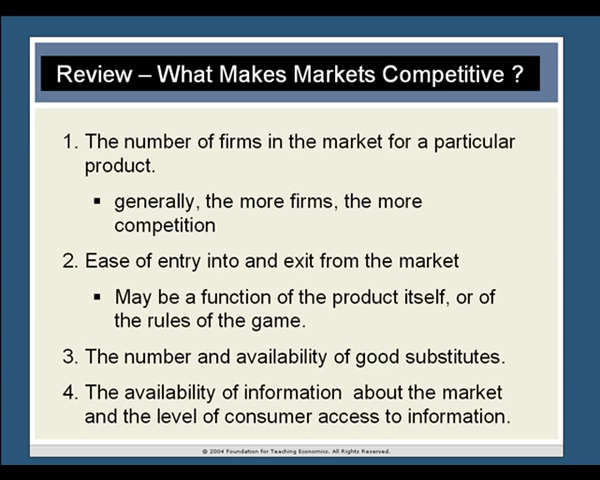 Review – What Makes Markets Competitive ?
1. The number of firms in the market for a particular
product.
▪ generally, the more firms, the more
competition
2. Ease of entry into and exit from the market
▪ May be a function of the product itself, or of
the rules of the game.
3. The number and availability of good substitutes.
4. The availability of information about the market
and the level of consumer access to information.
© 2004 Foundation for Teaching Economics. All Rights Reserved.